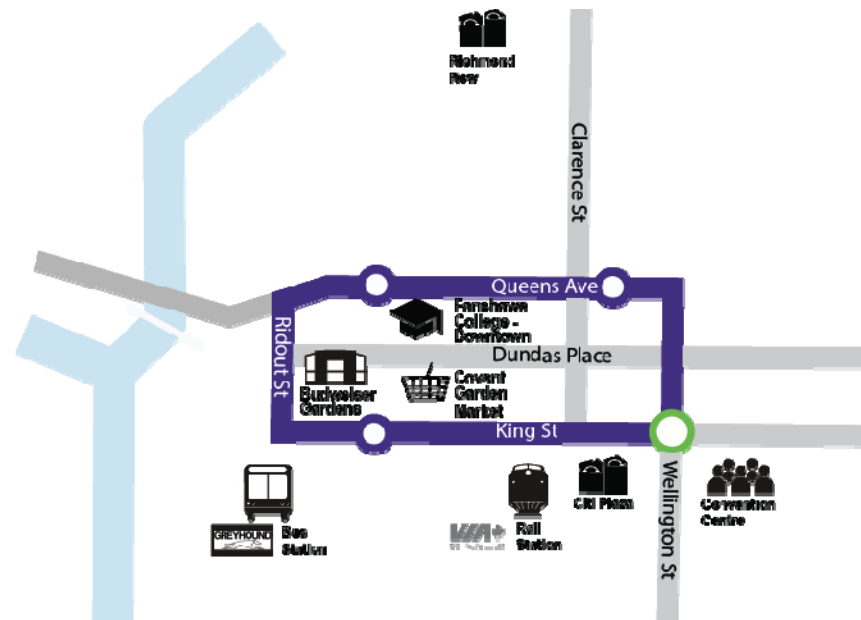 Richmond
Row
Clarence St
Queens Ave
Fanshawe
College -
Downtown
Ridout St
Dundas Place
Budweiser
Gardens
Covent
Garden
Market
King St
Wellington St
GREYHOUND
Bus
Station
VIA
Rail
Station
Citi Plaza
Convention
Centre